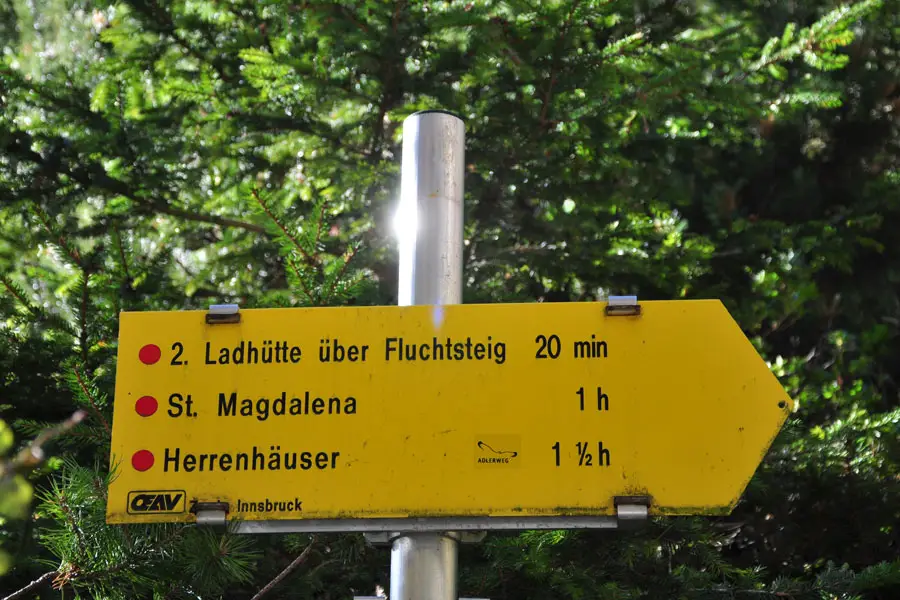 2. Ladhütte über Fluchtsteig 20 min
St. Magdalena 1 h
Herrenhäuser 1 ½ h
ADLERWEG
OEAV Innsbruck